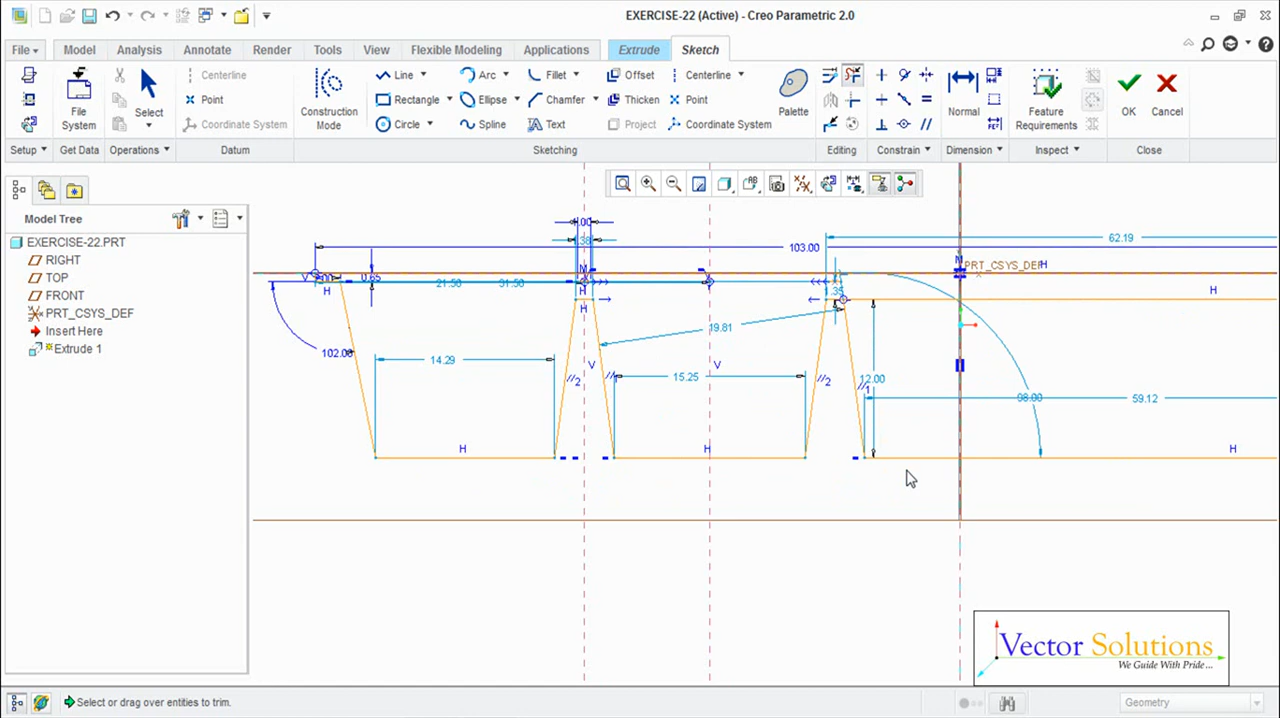 EXERCISE-22 (Active) - Creo Parametric 2.0
File Model Analysis Annotate Render Tools View Flexible Modeling Applications Extrude Sketch
Centerline Line Arc Fillet Offset Centerline
File System Select Point Construction Mode Rectangle Ellipse Chamfer Thicken Point Palette Normal Feature Requirements OK Cancel
Coordinate System Circle Spline Text Project Coordinate System
Setup Get Data Operations Datum Sketching Editing Constrain Dimension Inspect Close
Model Tree
EXERCISE-22.PRT
RIGHT
TOP
FRONT
PRT_CSYS_DEF
Insert Here
Extrude 1
62.19
103.00
PRT_CSYS_DEF
H
V
0.65
21.50
31.50
H
H
H
1.35
19.81
102.00
14.29
V
V
15.25
12.00
98.00
59.12
H
H
H
Vector Solutions
We Guide With Pride...
Select or drag over entities to trim.
Geometry